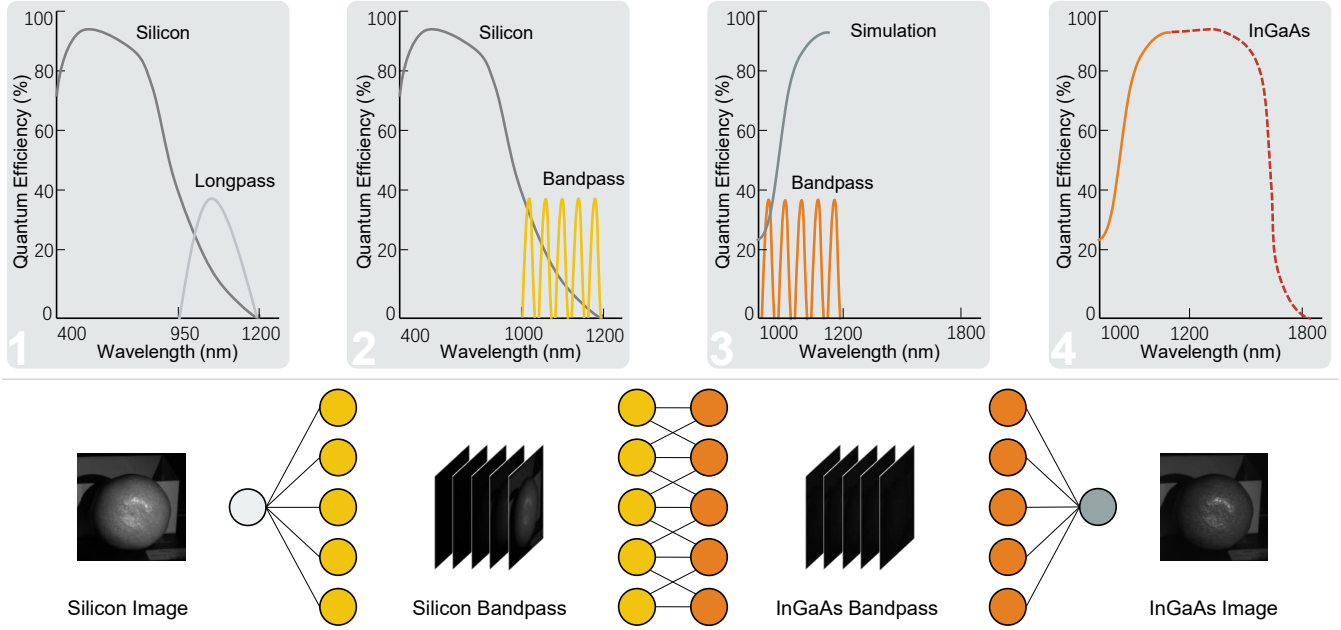 100
80
60
40
20
0
Quantum Efficiency (%)
Silicon
Longpass
400
950
1200
Wavelength (nm)
1
100
80
60
40
20
0
Quantum Efficiency (%)
Silicon
Bandpass
400
1000
1200
Wavelength (nm)
2
100
80
60
40
20
0
Quantum Efficiency (%)
Simulation
Bandpass
1000
1200
1800
Wavelength (nm)
3
100
80
60
40
20
0
Quantum Efficiency (%)
InGaAs
1000
1200
1800
Wavelength (nm)
4
Silicon Image
Silicon Bandpass
InGaAs Bandpass
InGaAs Image